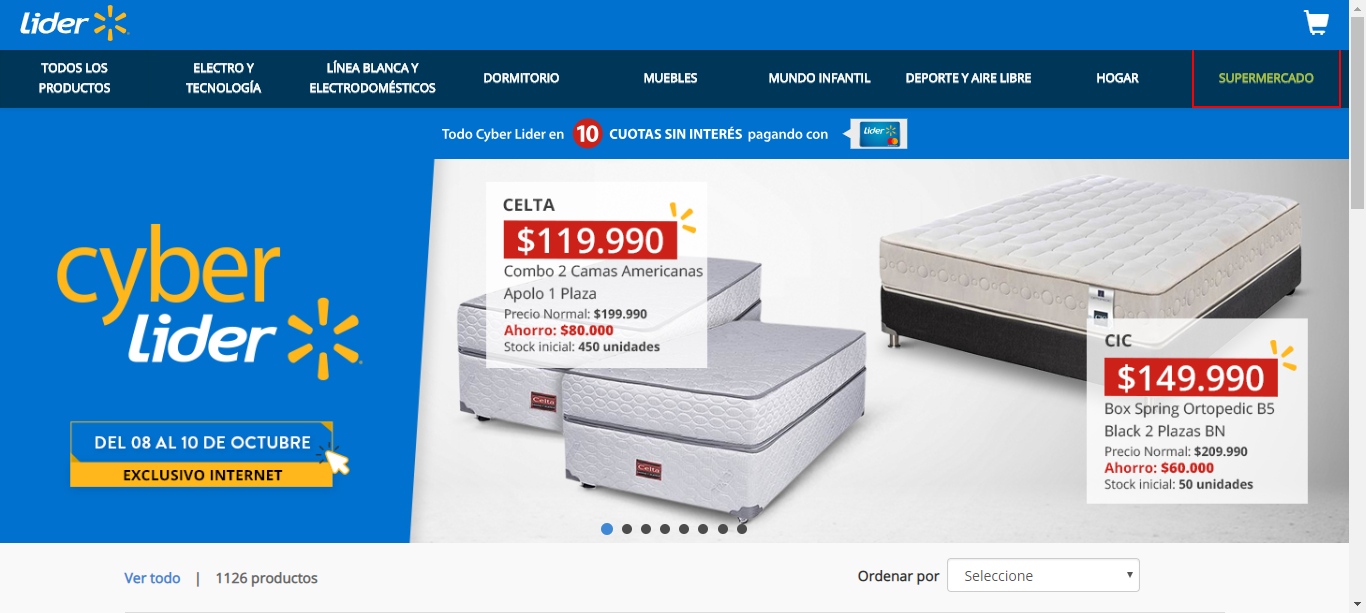 Lider
TODOS LOS
PRODUCTOS
ELECTRO Y
TECNOLOGÍA
LÍNEA BLANCA Y
ELECTRODOMÉSTICOS
DORMITORIO
MUEBLES
MUNDO INFANTIL
DEPORTE Y AIRE LIBRE
HOGAR
SUPERMERCADO
Todo Cyber Lider en 10 CUOTAS SIN INTERÉS pagando con
lider
cyber
lider
DEL 08 AL 10 DE OCTUBRE
EXCLUSIVO INTERNET
CELTA
$119.990
Combo 2 Camas Americanas
Apolo 1 Plaza
Precio Normal: $199.990
Ahorro: $80.000
Stock inicial: 450 unidades
Celta
Celta
CIC
$149.990
Box Spring Ortopedic B5
Black 2 Plazas BN
Precio Normal: $209.990
Ahorro: $60.000
Stock inicial: 50 unidades
Ver todo | 1126 productos
Ordenar por Seleccione